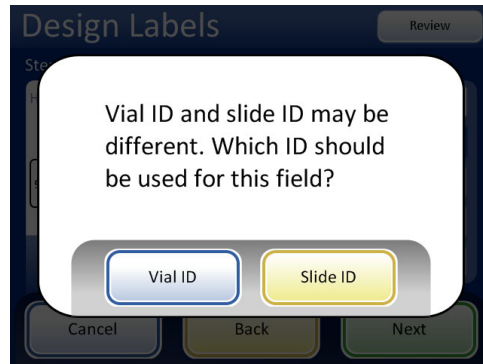 Design Labels
Review
Ste
Vial ID and slide ID may be
different. Which ID should
be used for this field?
Vial ID
Slide ID
Cancel
Back
Next